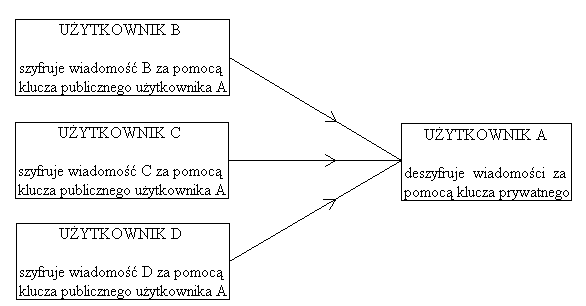 UŻYTKOWNIK B
szyfruje wiadomość B za pomocą
klucza publicznego użytkownika A
UŻYTKOWNIK C
szyfruje wiadomość C za pomocą
klucza publicznego użytkownika A
UŻYTKOWNIK D
szyfruje wiadomość D za pomocą
klucza publicznego użytkownika A
UŻYTKOWNIK A
deszyfruje wiadomości za
pomocą klucza prywatnego